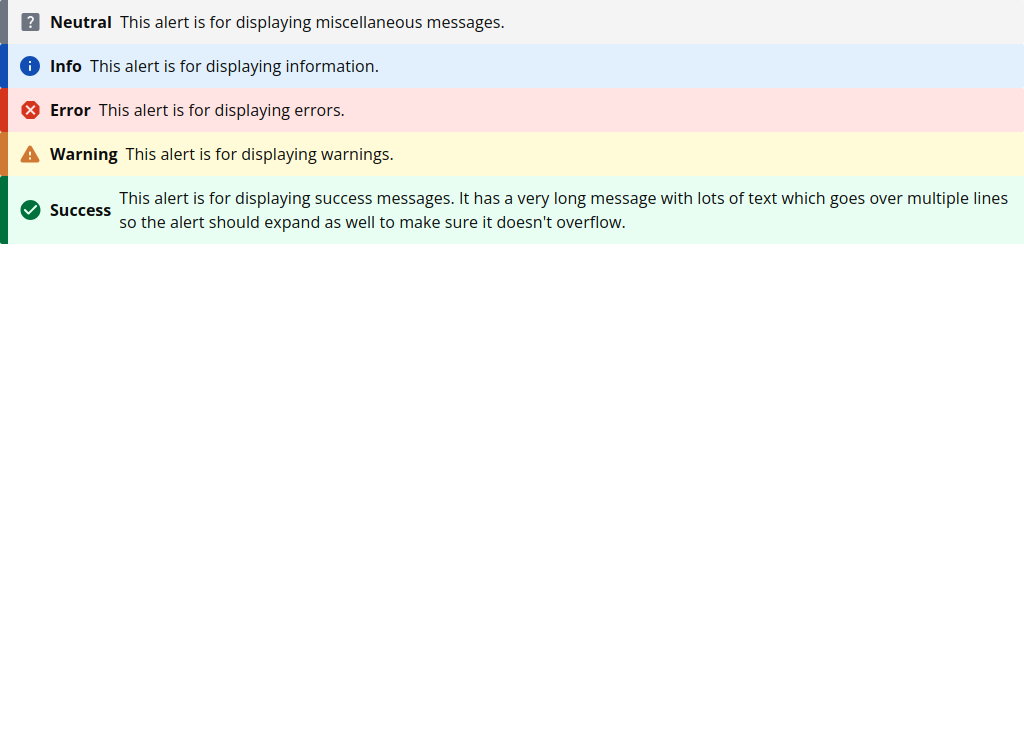 Neutral This alert is for displaying miscellaneous messages.
Info This alert is for displaying information.
Error This alert is for displaying errors.
Warning This alert is for displaying warnings.
Success This alert is for displaying success messages. It has a very long message with lots of text which goes over multiple lines
so the alert should expand as well to make sure it doesn't overflow.